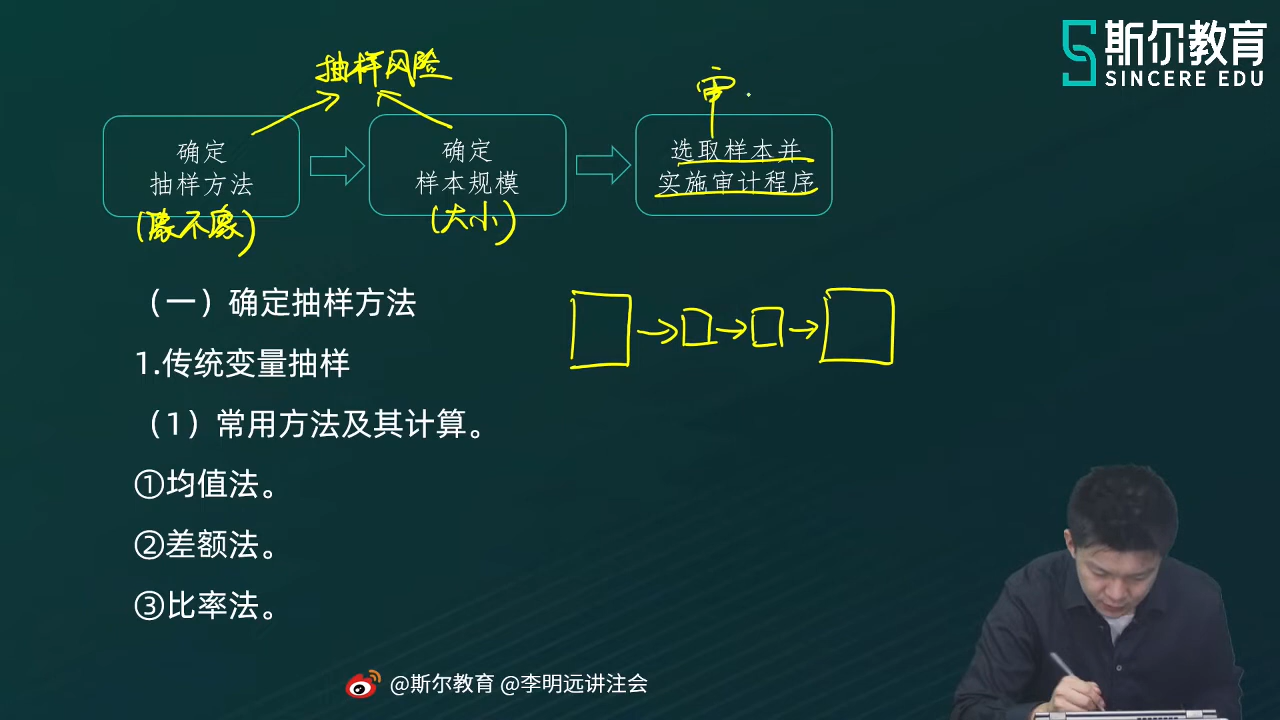 斯尔教育
SINCERE EDU
抽样风险
审
确定
抽样方法
确定
样本规模
选取样本并
实施审计程序
(大小)
（一）确定抽样方法
1.传统变量抽样
（1）常用方法及其计算。
①均值法。
②差额法。
③比率法。
@斯尔教育 @李明远讲注会